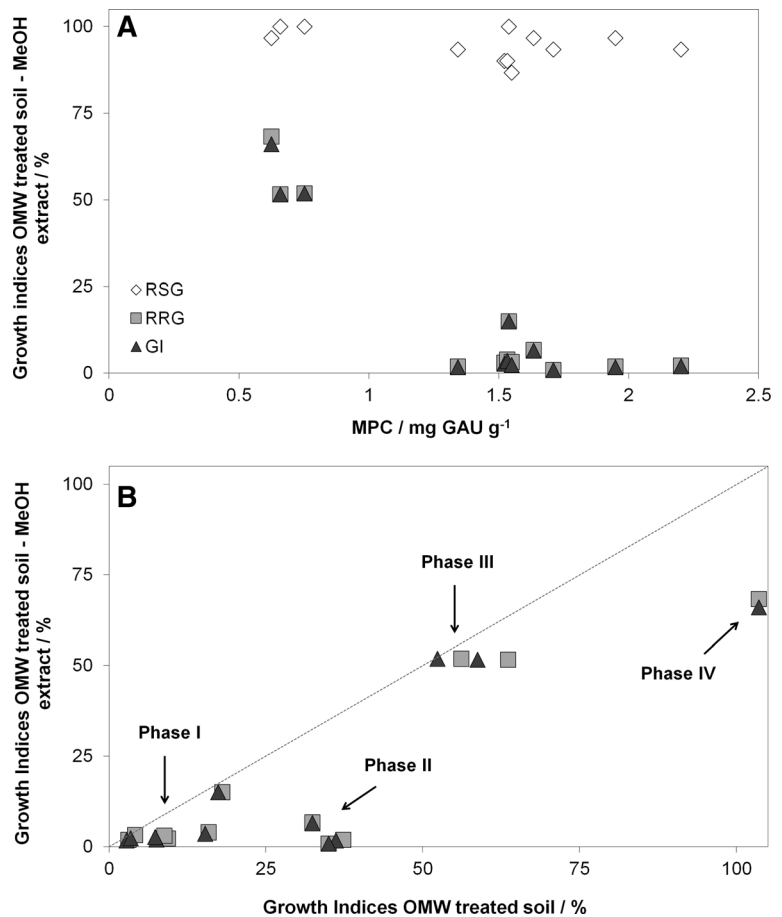 A
Growth indices OMW treated soil - MeOH
extract / %
100
75
50
25
0
RSG
RRG
GI
0 0.5 1 1.5 2 2.5
MPC / mg GAU g-1
B
Growth Indices OMW treated soil - MeOH
extract / %
100
75
50
25
0
Phase III
Phase IV
Phase I
Phase II
0 25 50 75 100
Growth Indices OMW treated soil / %